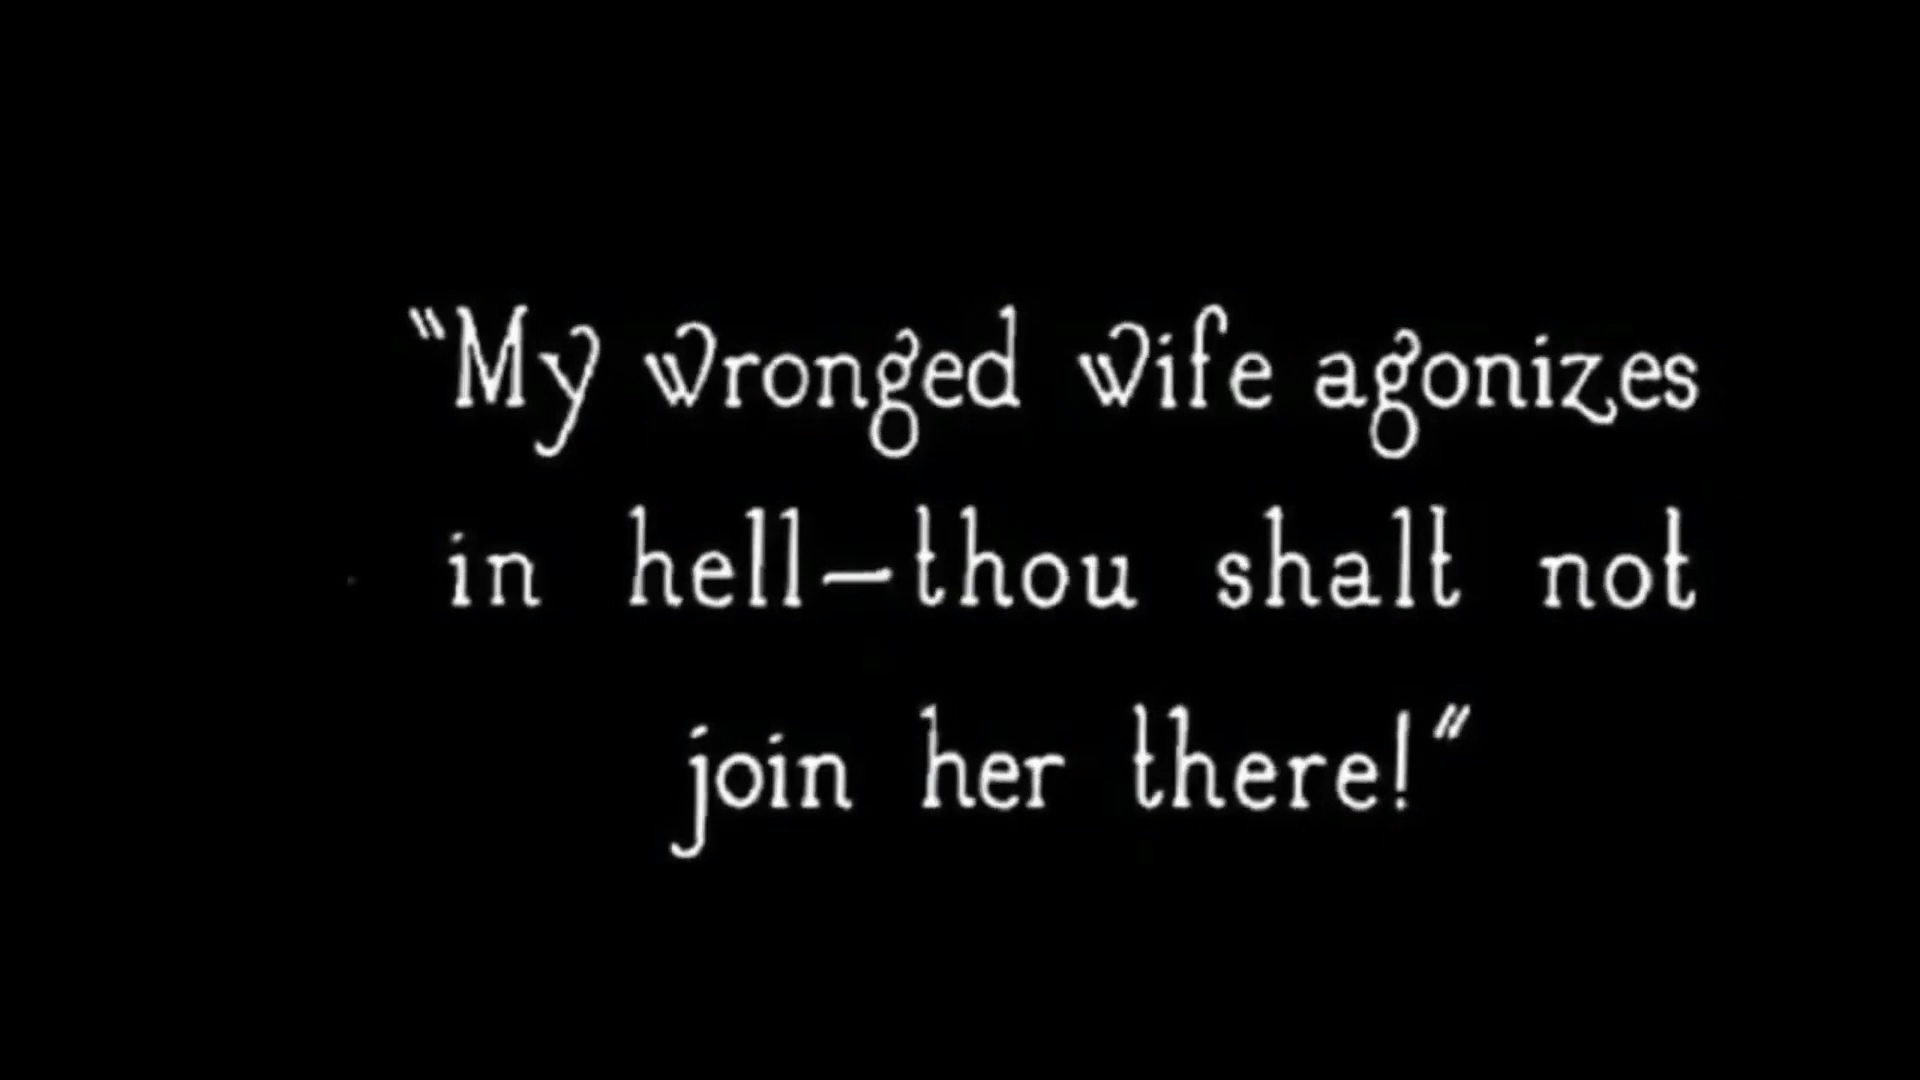 "My wronged wife agonizes
in hell—thou shalt not
join her there!"